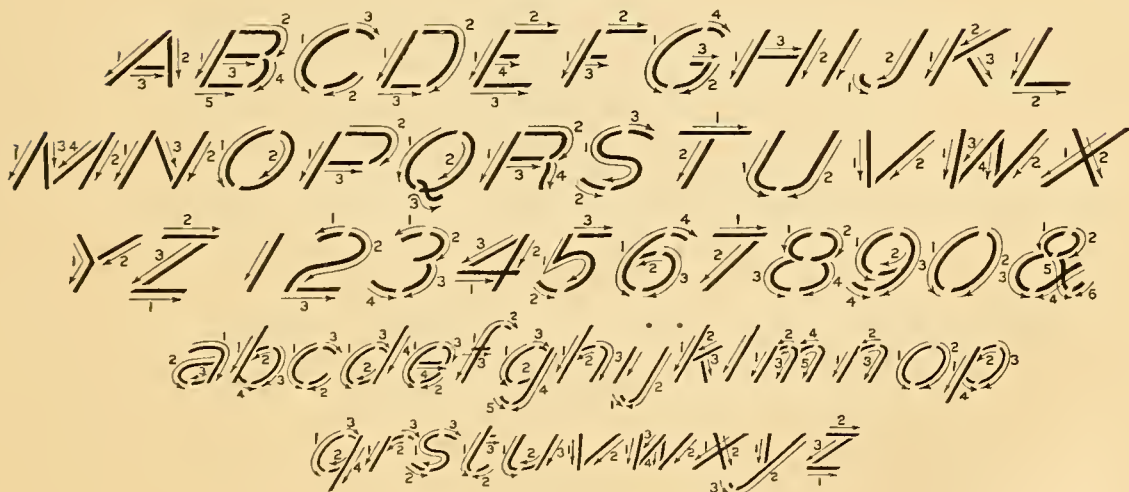 ABCDEFGHIJKL
MNOPQRSTUVWX
YZ 1234567890&
abcdefghijklmnop
qrstuvwxyz